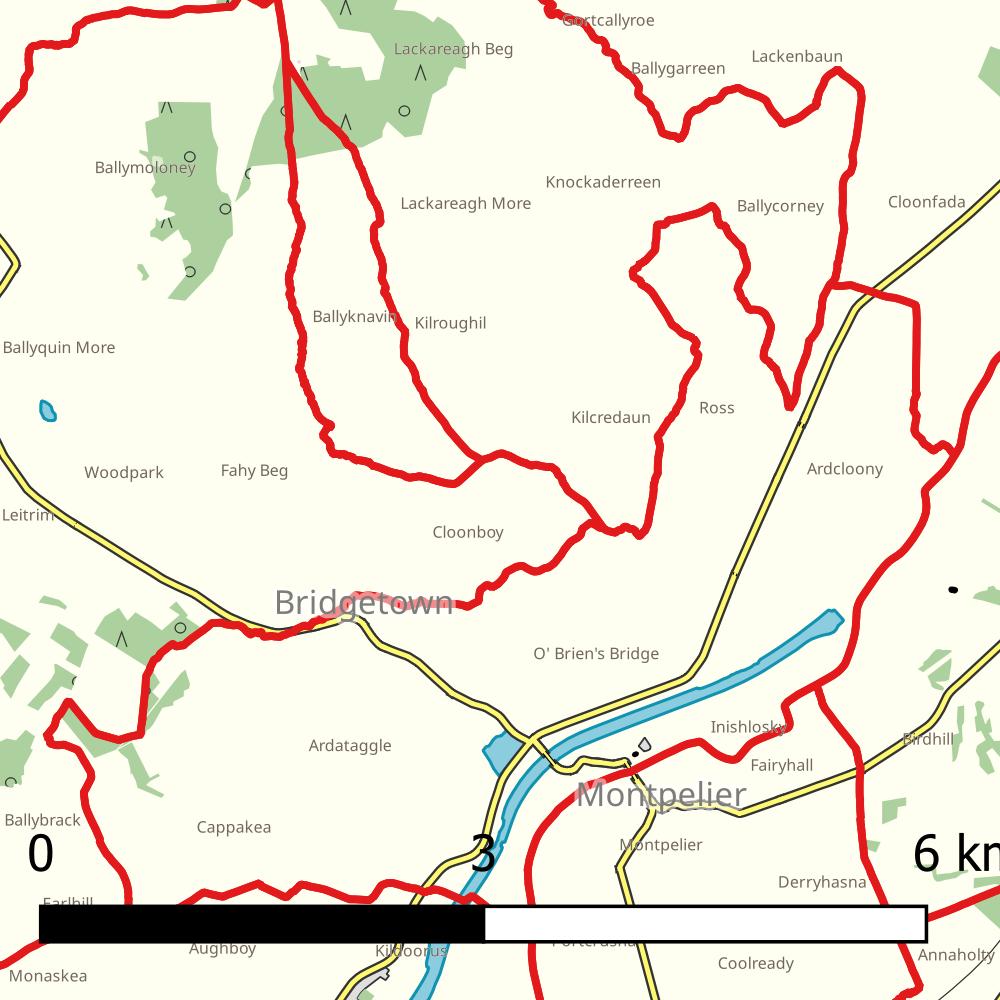 Gortcallyroe
Lackareagh Beg
Lackenbaun
Ballygarreen
Ballymoloney
Knockaderreen
Lackareagh More
Ballycorney
Cloonfada
Ballyknavin
Kilroughil
Ballyquin More
Ross
Kilcredaun
Woodpark
Fahy Beg
Ardcloony
Leitrim
Cloonboy
Bridgetown
O' Brien's Bridge
Inishlosky
Birdhill
Ardataggle
Fairyhall
Montpelier
Ballybrack
Cappakea
Montpelier
0
3
6 km
Derryhasna
Earlhill
Aughboy
Kildoorus
Portcrusha
Coolready
Annaholty
Monaskea